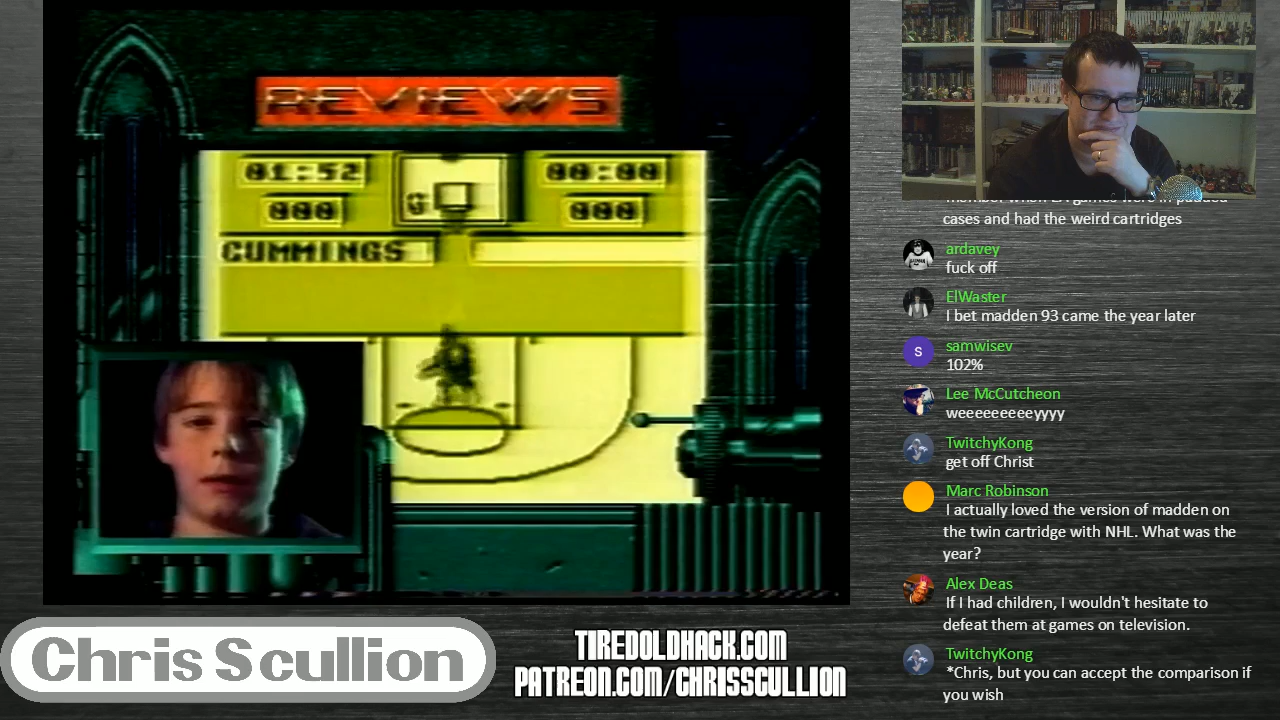 REVIEWS
01:52
00:00
000
000
CUMMINGS
cases and had the weird cartridges
ardavey
fuck off
ElWaster
I bet madden 93 came the year later
S
samwisev
102%
Lee McCutcheon
weeeeeeeeeyyyy
TwitchyKong
get off Christ
Marc Robinson
I actually loved the version of madden on
the twin cartridge with NHL. What was the
year?
Alex Deas
If I had children, I wouldn't hesitate to
defeat them at games on television.
TwitchyKong
*Chris, but you can accept the comparison if
you wish
Chris Scullion
TIREDOLDHACK.COM
PATREON.COM/CHRISSCULLION